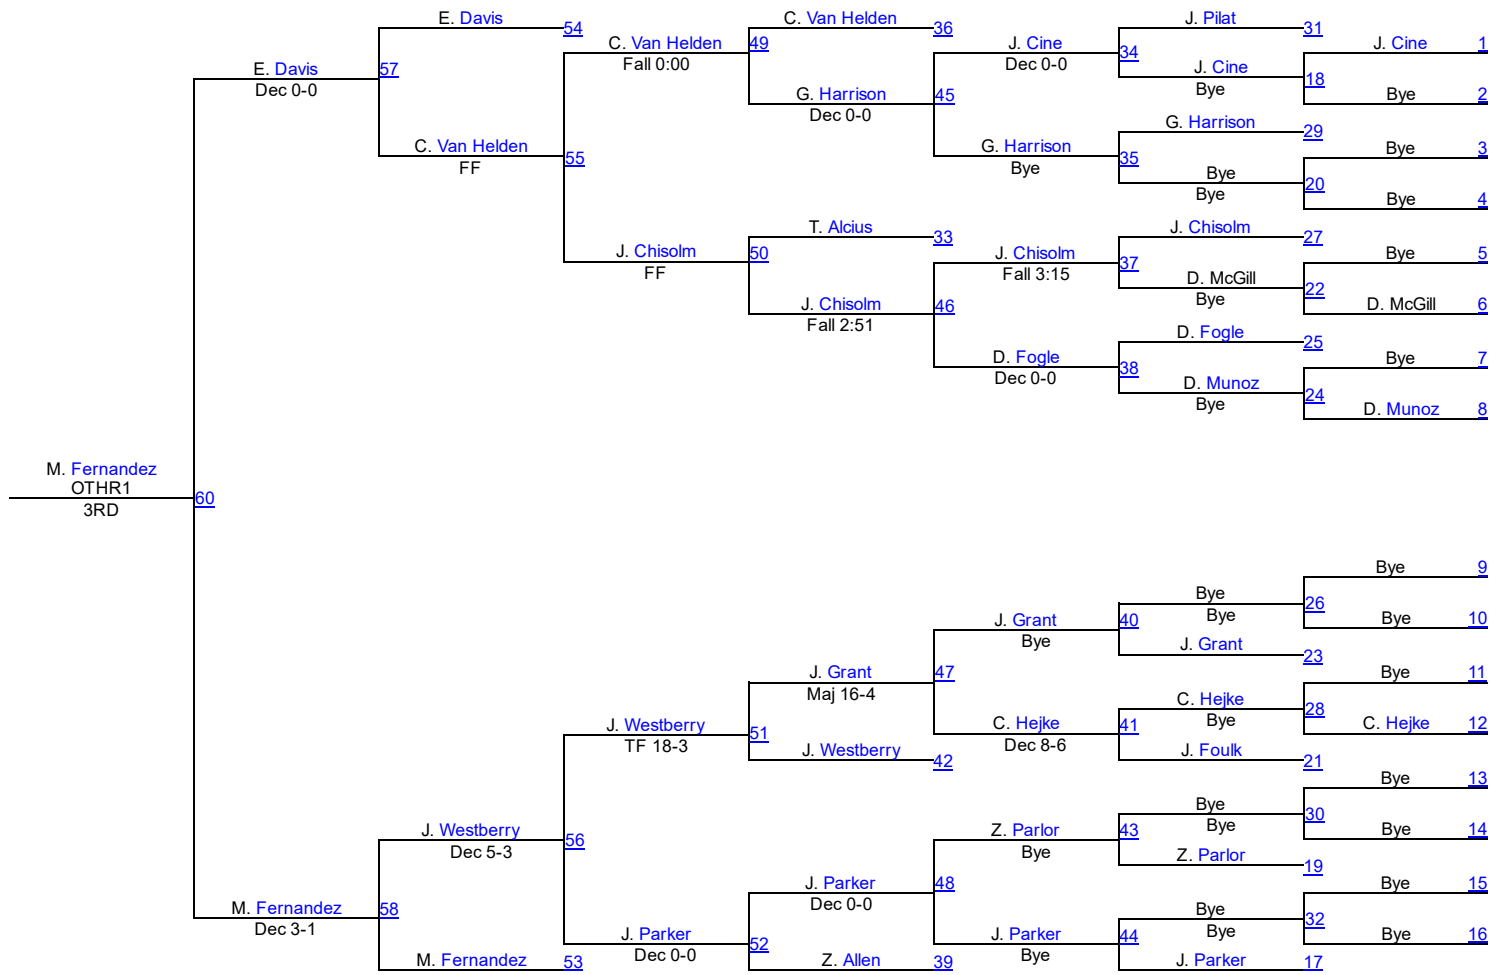 E. Davis
54
C. Van Helden
36
J. Pilat
31
C. Van Helden
49
Fall 0:00
J. Cine
34
Dec 0-0
J. Cine
1
E. Davis
57
Dec 0-0
J. Cine
18
Bye
G. Harrison
45
Dec 0-0
Bye
2
G. Harrison
29
C. Van Helden
55
FF
G. Harrison
35
Bye
Bye
3
Bye
20
Bye
Bye
4
T. Alcius
33
J. Chisolm
27
J. Chisolm
50
FF
J. Chisolm
37
Fall 3:15
Bye
5
D. McGill
22
Bye
J. Chisolm
46
Fall 2:51
D. McGill
6
D. Fogle
25
D. Fogle
38
Dec 0-0
Bye
7
D. Munoz
24
Bye
D. Munoz
8
M. Fernandez
OTHR1
60
3RD
Bye
9
Bye
26
Bye
J. Grant
40
Bye
Bye
10
J. Grant
23
J. Grant
47
Maj 16-4
Bye
11
C. Hejke
28
Bye
J. Westberry
51
TF 18-3
C. Hejke
41
Dec 8-6
C. Hejke
12
J. Westberry
42
J. Foulk
21
Bye
13
Bye
30
Bye
J. Westberry
56
Dec 5-3
Z. Parlor
43
Bye
Bye
14
Z. Parlor
19
J. Parker
48
Dec 0-0
Bye
15
M. Fernandez
58
Dec 3-1
Bye
32
Bye
J. Parker
52
Dec 0-0
J. Parker
44
Bye
Bye
16
M. Fernandez
53
Z. Allen
39
J. Parker
17